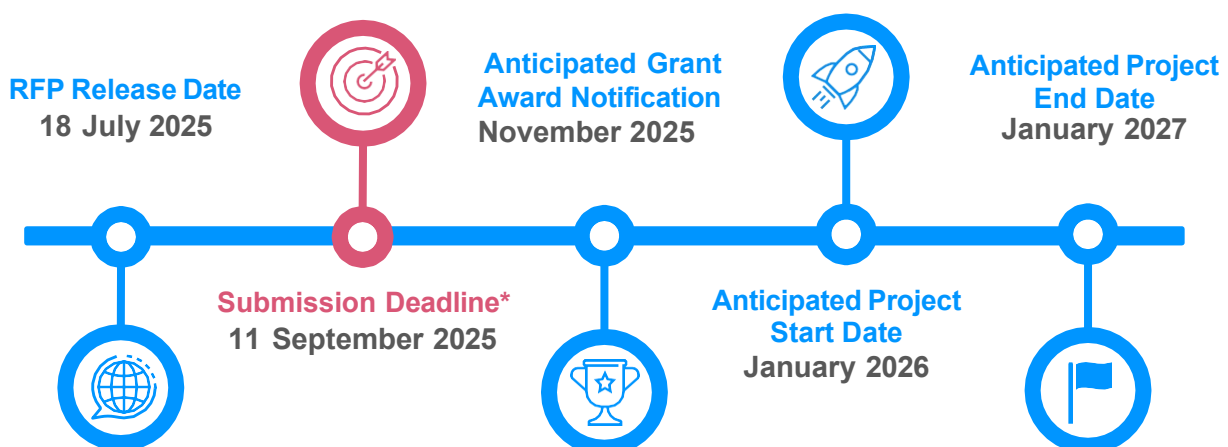 RFP Release Date
18 July 2025
Submission Deadline*
11 September 2025
Anticipated Grant
Award Notification
November 2025
Anticipated Project
Start Date
January 2026
Anticipated Project
End Date
January 2027